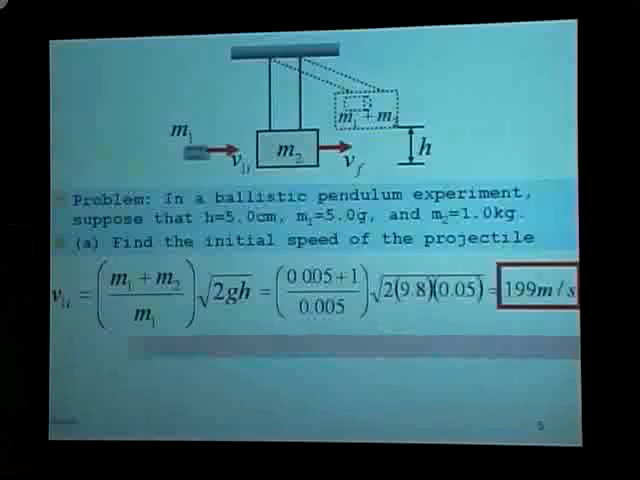 m₁
v₁ᵢ
m₂
v_f
m₁ + m₂
h
Problem: In a ballistic pendulum experiment,
suppose that h=5.0cm, m₁=5.0g, and m₂=1.0kg.
(a) Find the initial speed of the projectile
v₁ᵢ = ((m₁ + m₂)/m₁) √2gh = ((0.005+1)/0.005) √2(9.8)(0.05) = 199m / s
5